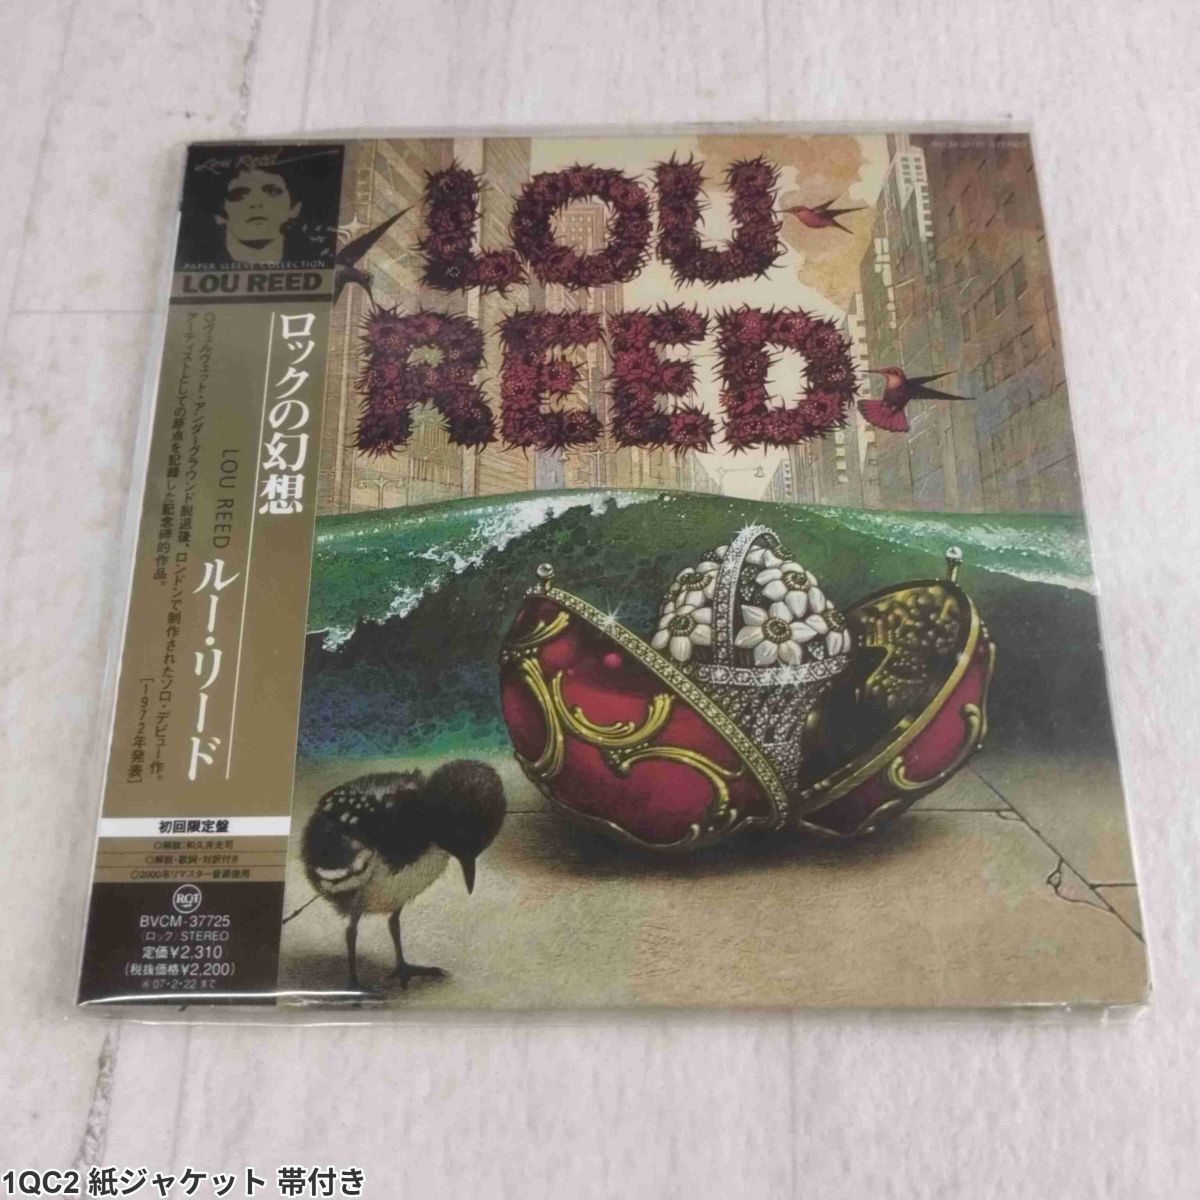 Lou Reed
PAPER SLEEVE COLLECTION
LOU REED
ロックの幻想
LOU REED ルー・リード
○ヴェルヴェット・アンダーグラウンド脱退後、ロンドンで制作されたソロ・デビュー作。
アーティストとしての原点を記録した記念碑的作品。
[1972年発表]
初回限定盤
○解説:和久井光司
○解説・歌詞・対訳付き
○2000年リマスター音源使用
RCA
BVCM-37725
(ロック) STEREO
定価¥2,310
(税抜価格¥2,200)
07・2・22 まで
LOU
REED
1QC2 紙ジャケット 帯付き